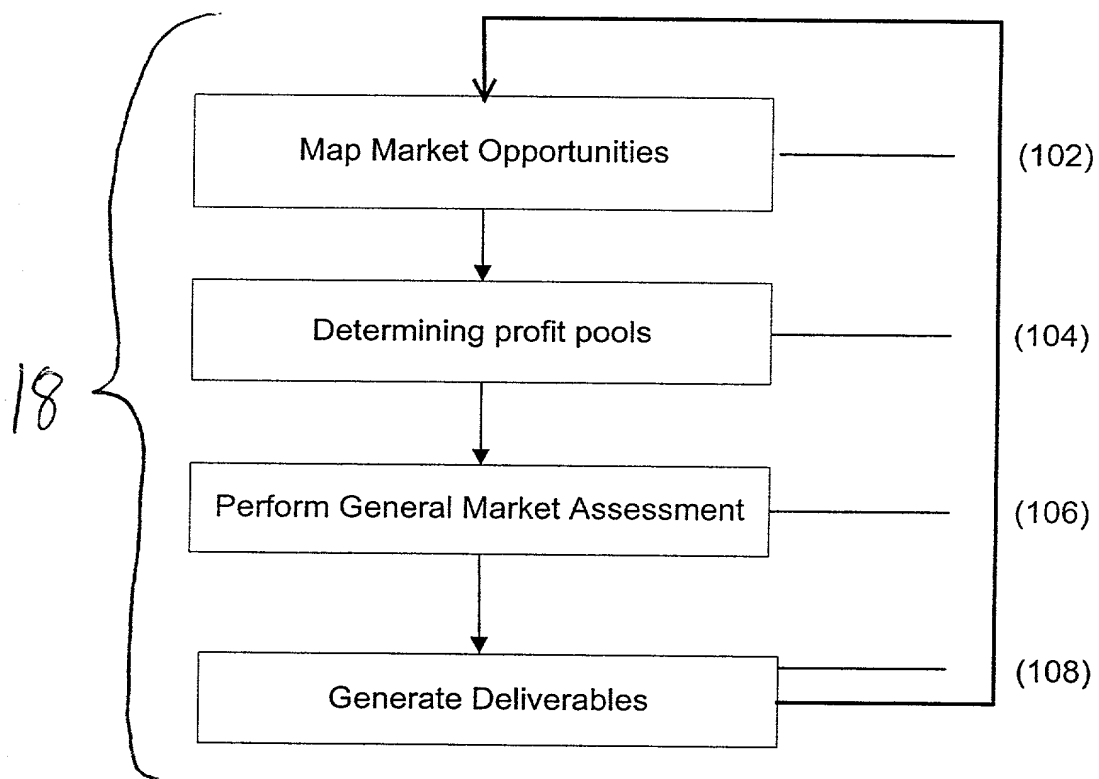 Map Market Opportunities (102)
Determining profit pools (104)
18
Perform General Market Assessment (106)
Generate Deliverables (108)